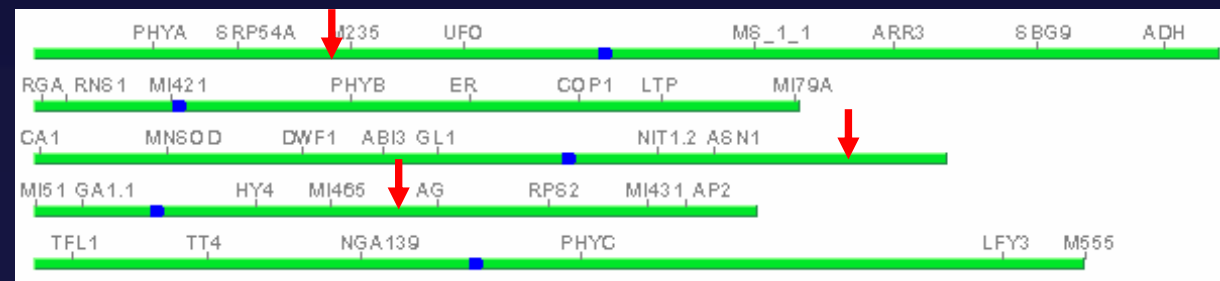 PHYA SRP54A M235 UFO MS_1_1 ARR3 SBG9 ADH
RGA RNS1 MI421 PHYB ER COP1 LTP MI79A
CA1 MNSOD DWF1 ABI3 GL1 NIT1.2 ASN1
MI51 GA1.1 HY4 MI465 AG RPS2 MI431 AP2
TFL1 TT4 NGA139 PHYC LFY3 M555